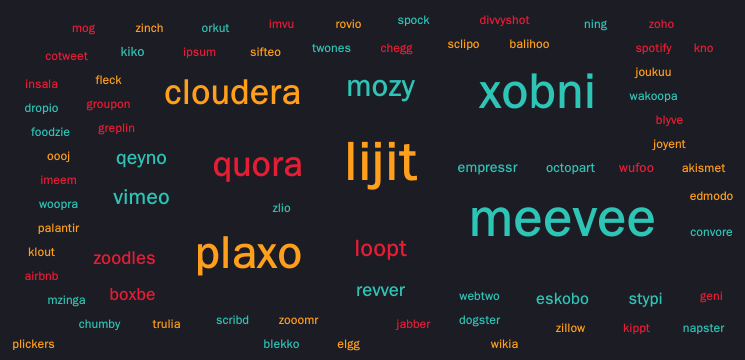 mog zinch orkut imvu rovio spock divvyshot ning zoho
cotweet kiko ipsum sifteo twones chegg sclipo balihoo spotify kno
insala fleck cloudera mozy xobni joukuu
dropio groupon wakoopa
foodzie greplin blyve
oooj qeyno quora lijit empressr octopart wufoo joyent
imeem akismet
woopra vimeo zlio meevee edmodo
palantir convore
klout zoodles plaxo loopt
airbnb
mzinga boxbe revver webtwo eskobo stypi geni
chumby trulia scribd zooomr jabber dogster zillow kippt napster
plickers blekko elgg wikia